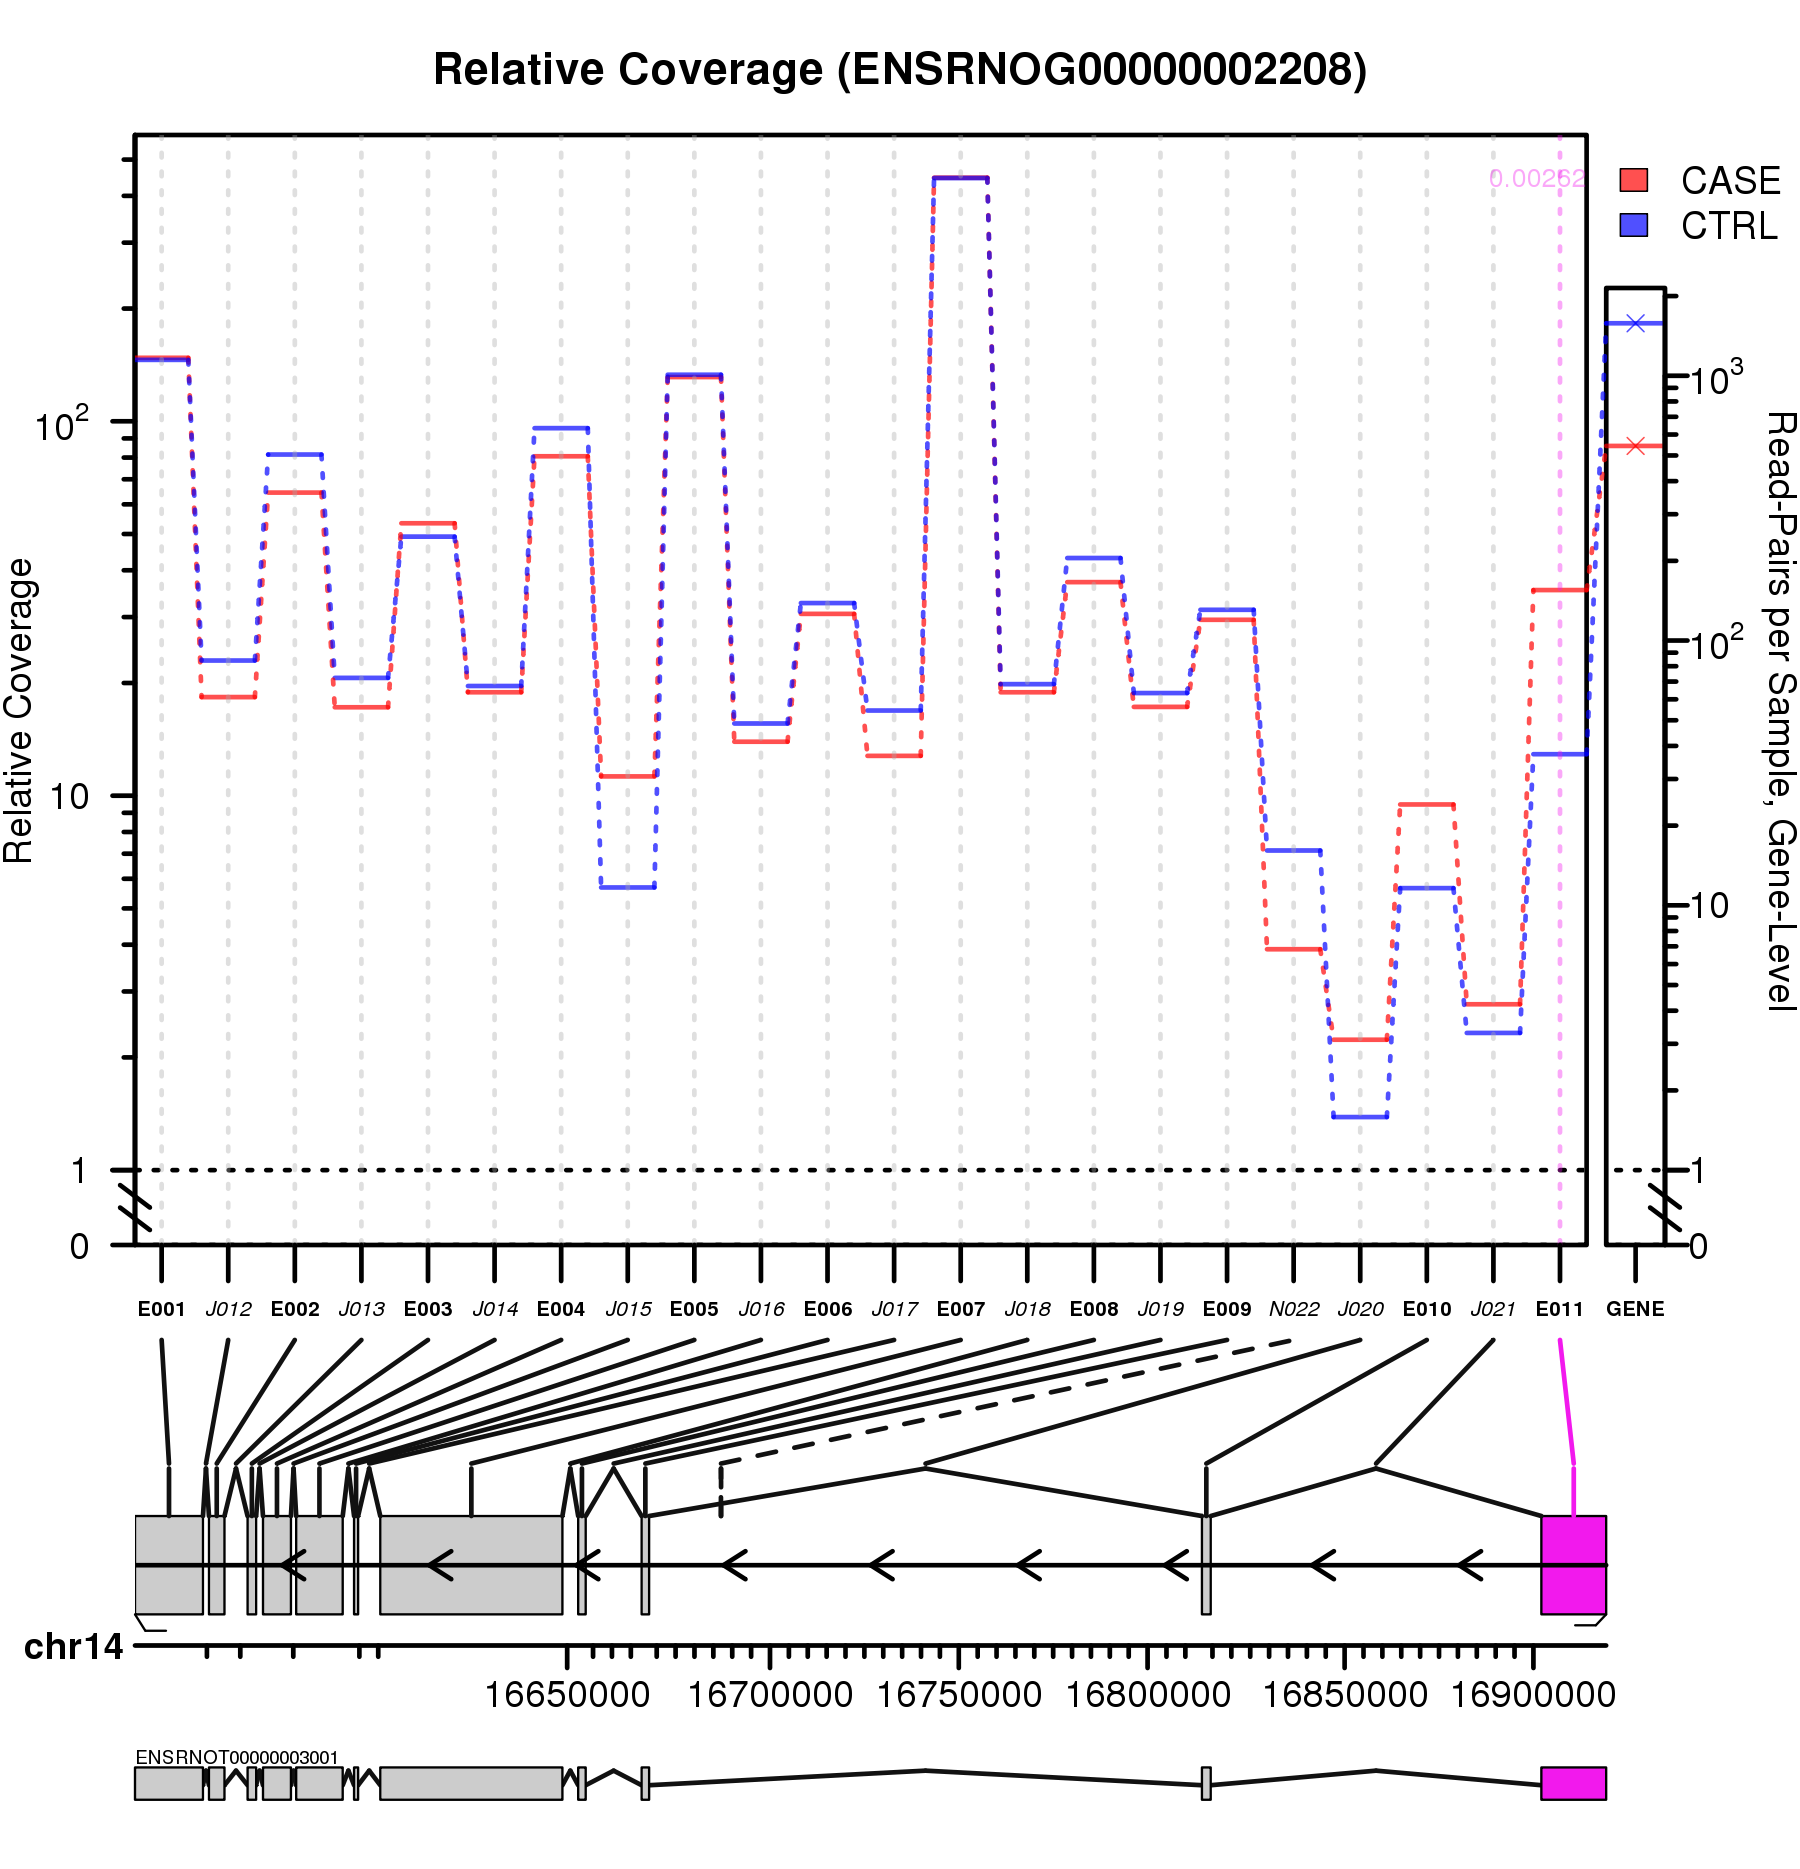 Relative Coverage (ENSRNOG00000002208)
0.00262
CASE
CTRL
Relative Coverage
10²
10
1
0
10³
10²
10
1
0
Read-Pairs per Sample, Gene-Level
E001 J012 E002 J013 E003 J014 E004 J015 E005 J016 E006 J017 E007 J018 E008 J019 E009 N022 J020 E010 J021 E011 GENE
chr14
16650000 16700000 16750000 16800000 16850000 16900000
ENSRNOT00000003001